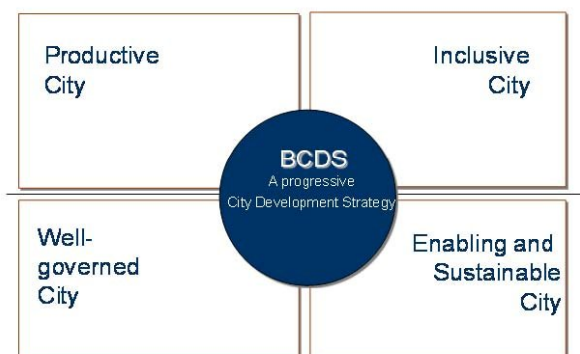 Productive
City
Inclusive
City
BCDS
A progressive
City Development Strategy
Well-
governed
City
Enabling and
Sustainable
City